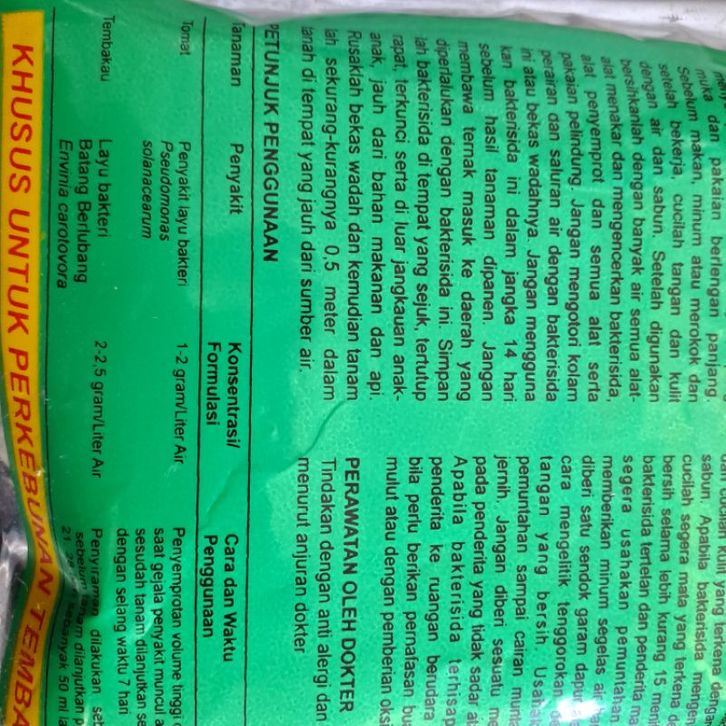 muka dan pakaian berlengan panjang.
Sebelum makan, minum atau merokok dan
setelah bekerja, cucilah tangan dan kulit
dengan air dan sabun. Setelah digunakan
bersihkanlah dengan banyak air semua alat-
alat menakar dan mengencerkan bakterisida,
alat penyemprot dan semua alat serta
pakaian pelindung. Jangan mengotori kolam
perairan dan saluran air dengan bakterisida
ini atau bekas wadahnya. Jangan mengguna
kan bakterisida ini dalam jangka 14 hari
sebelum hasil tanaman dipanen. Jangan
membawa ternak masuk ke daerah yang
diperlalukan dengan bakterisida ini. Simpan
lah bakterisida di tempat yang sejuk, tertutup
rapat, terkunci serta di luar jangkauan anak-
anak, jauh dari bahan makanan dan api.
Rusaklah bekas wadah dan kemudian tanam
lah sekurang-kurangnya 0,5 meter dalam
tanah di tempat yang jauh dari sumber air.
sabun. Apabila bakterisida
cucilah segera mata yang terkena
bersih selama lebih kurang 15
bakterisida tertelan dan penderita
segera usahakan pemuntahan
memberikan minum segelas
diberi satu sendok garam dapur
cara mengelitik tenggorokan
tangan yang bersih.
pemuntahan sampai cairan
jernih. Jangan diberi sesuatu
pada penderita yang tidak sadar
Apabila bakterisida terhisap
penderita ke ruangan berudara
bila perlu berikan pernafasan
mulut atau dengan pemberian
PERAWATAN OLEH DOKTER
Tindakan dengan anti alergi dan
menurut anjuran dokter.
PETUNJUK PENGGUNAAN
Tanaman Penyakit Konsentrasi/ Cara dan Waktu
Formulasi Penggunaan
Tomat Penyakit layu bakteri 1-2 gram/Liter Air Penyemprotan volume tinggi
Pseudomonas saat gejala penyakit muncul
solanacearum sesudah tanam dilanjutkan
dengan selang waktu 7 hari
Tembakau Layu bakteri 2-2,5 gram/Liter Air Penyiraman dilakukan
Batang Berlubang sebelum tanam dilanjutkan
Envinia carotovora sebanyak 50 ml
KHUSUS UNTUK PERKEBUNAN TEMBA